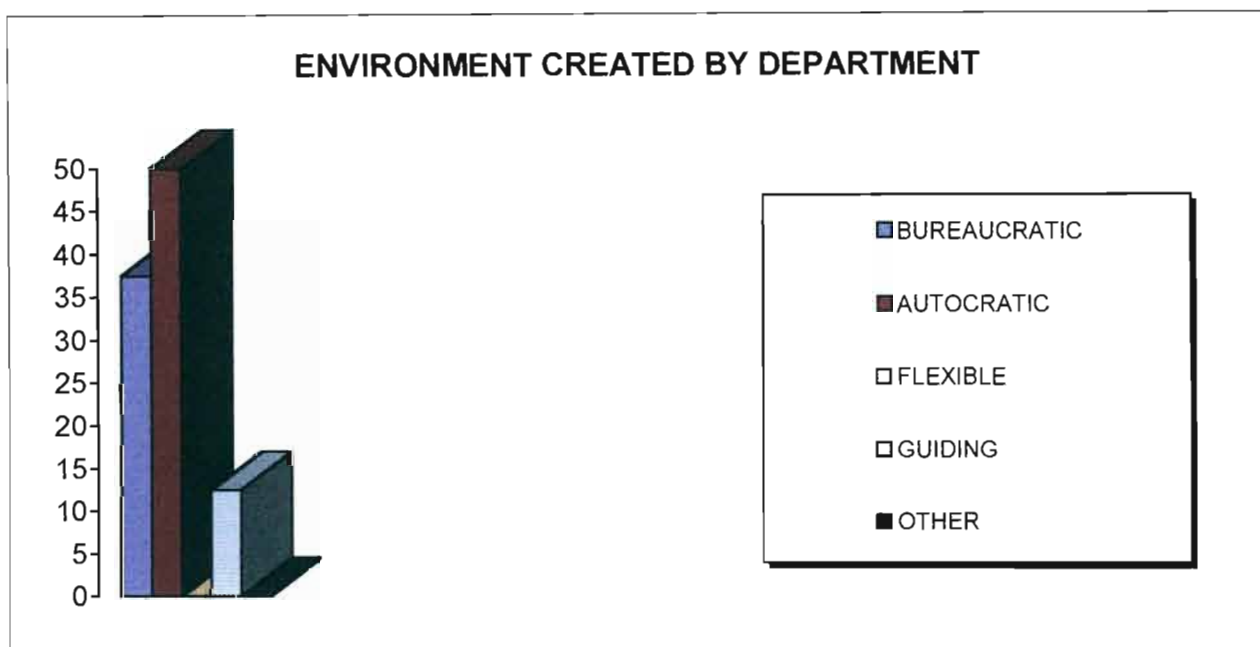 ENVIRONMENT CREATED BY DEPARTMENT
50
45
40
35
30
25
20
15
10
5
0
BUREAUCRATIC
AUTOCRATIC
FLEXIBLE
GUIDING
OTHER